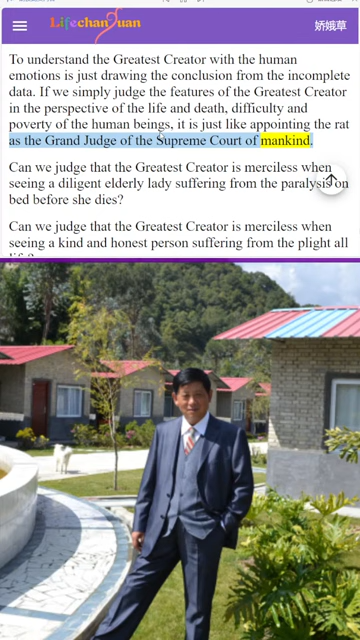 Lifechanyuan
娇娥草
To understand the Greatest Creator with the human
emotions is just drawing the conclusion from the incomplete
data. If we simply judge the features of the Greatest Creator
in the perspective of the life and death, difficulty and
poverty of the human beings, it is just like appointing the rat
as the Grand Judge of the Supreme Court of mankind.
Can we judge that the Greatest Creator is merciless when
seeing a diligent elderly lady suffering from the paralysis on
bed before she dies?
Can we judge that the Greatest Creator is merciless when
seeing a kind and honest person suffering from the plight all